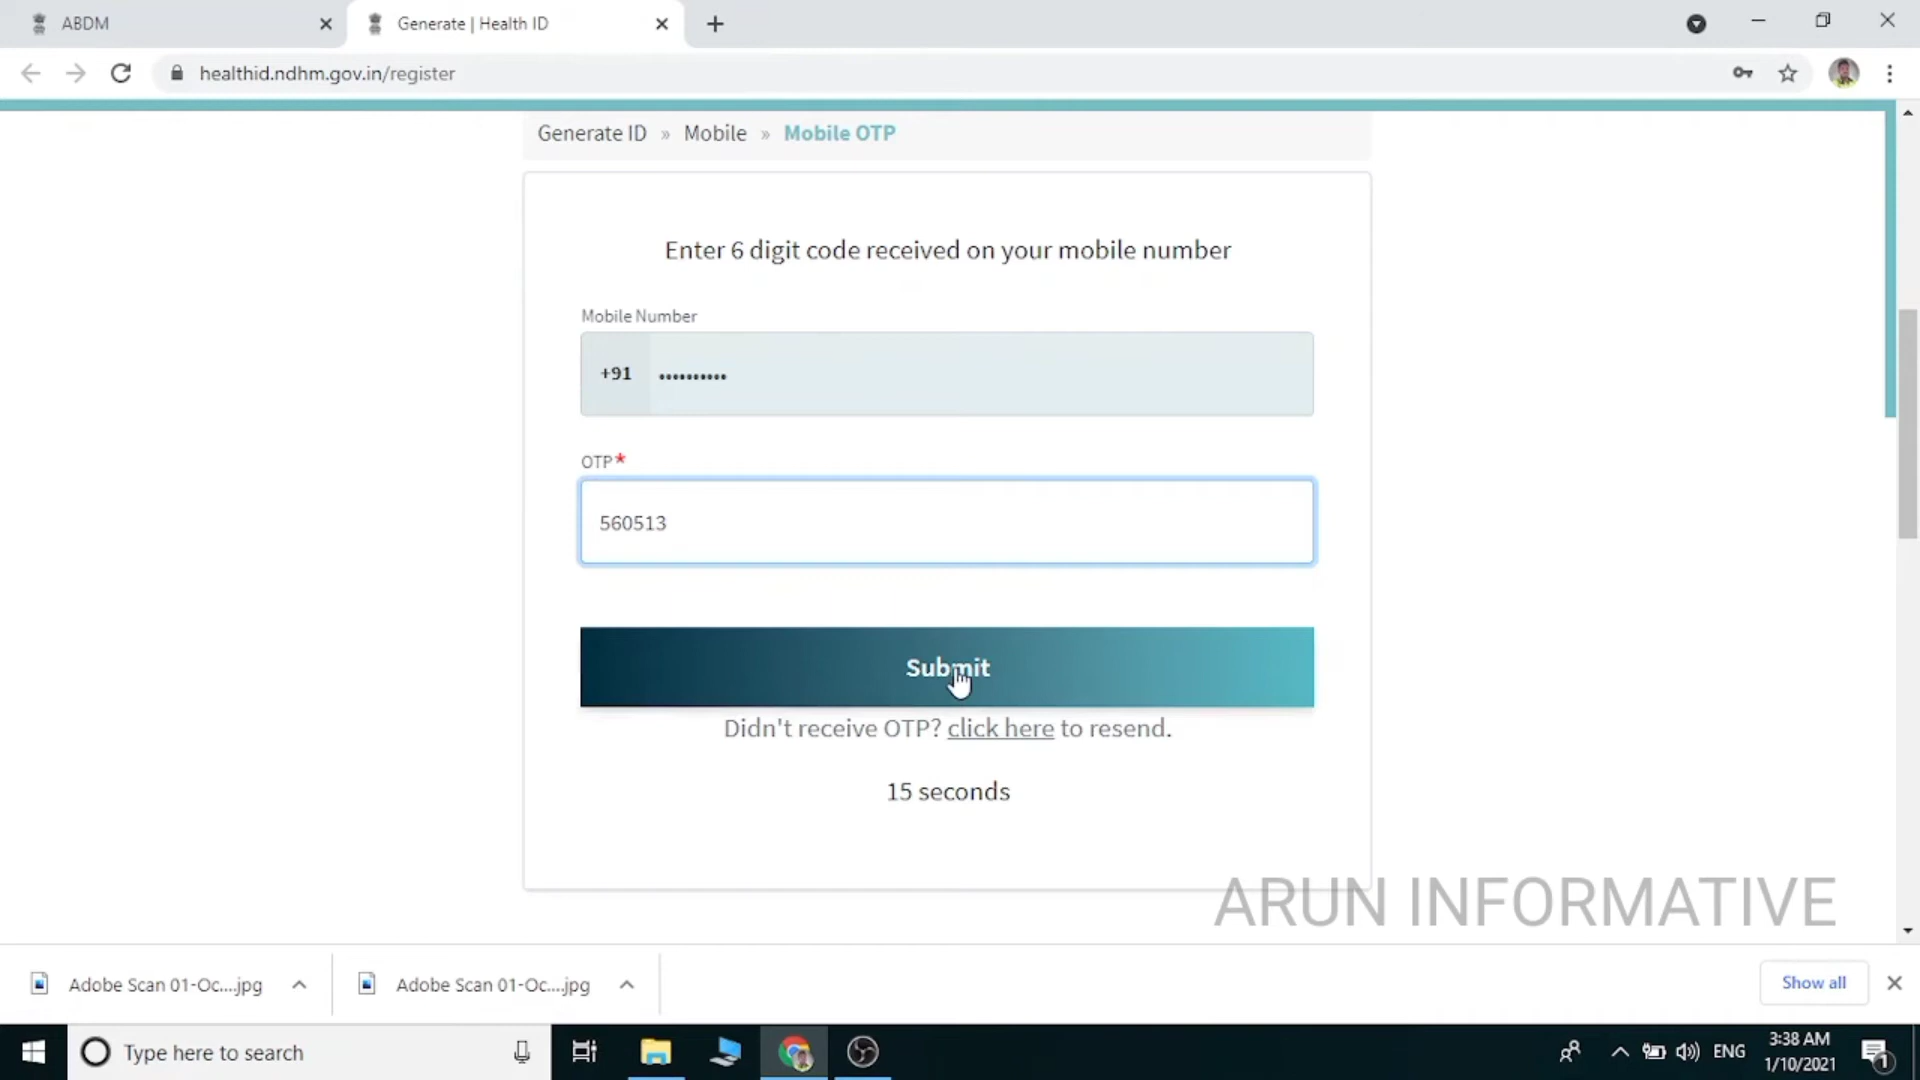 ABDM
Generate | Health ID
healthid.ndhm.gov.in/register
Generate ID » Mobile » Mobile OTP
Enter 6 digit code received on your mobile number
Mobile Number
+91 ••••••••••
OTP*
560513
Submit
Didn't receive OTP? click here to resend.
15 seconds
ARUN INFORMATIVE
Adobe Scan 01-Oc....jpg
Adobe Scan 01-Oc....jpg
Show all
Type here to search
ENG
3:38 AM
1/10/2021
1